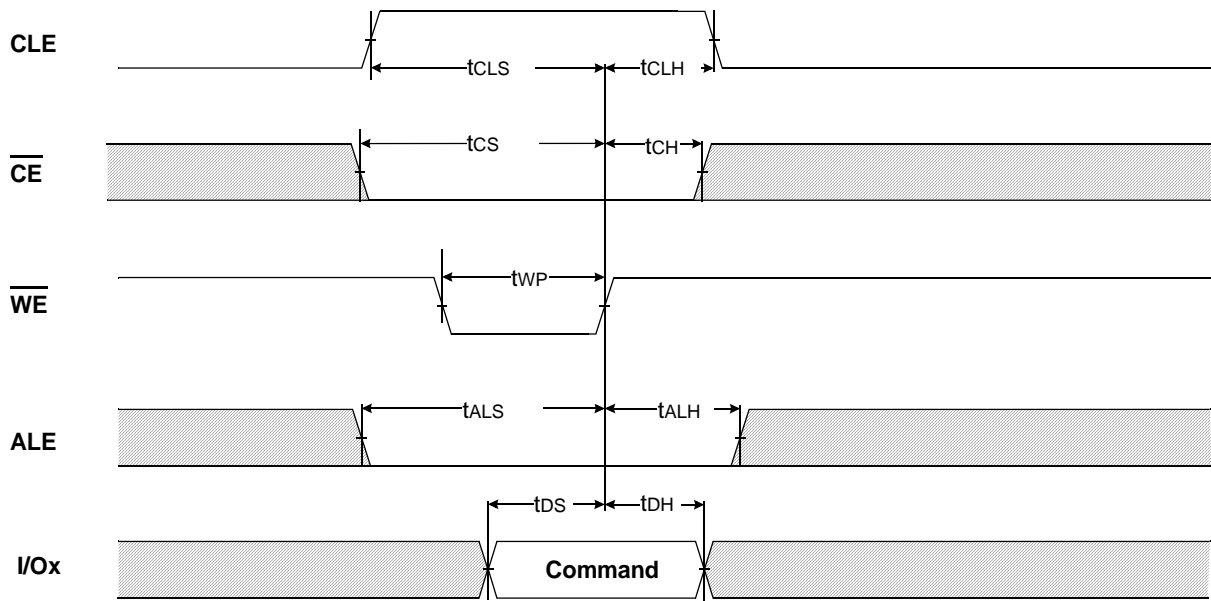 CLE
tCLS
tCLH
CE
tCS
tCH
WE
tWP
ALE
tALS
tALH
I/Ox
tDS
tDH
Command